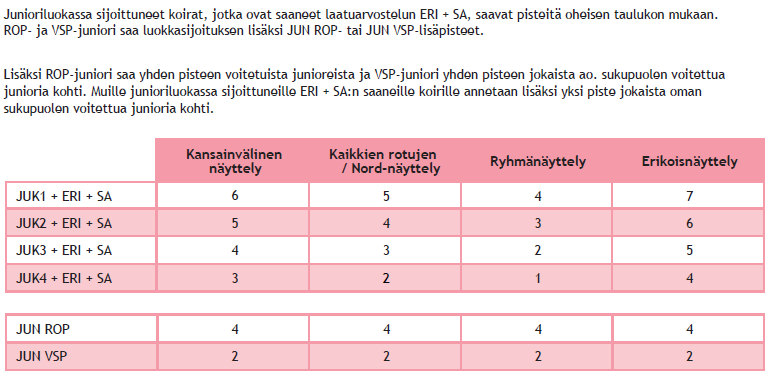 Junioriluokassa sijoittuneet koirat, jotka ovat saaneet laatuarvostelun ERI + SA, saavat pisteitä oheisen taulukon mukaan.
ROP- ja VSP-juniori saa luokkasijoituksen lisäksi JUN ROP- tai JUN VSP-lisäpisteet.
Lisäksi ROP-juniori saa yhden pisteen voitetuista junioreista ja VSP-juniori yhden pisteen jokaista ao. sukupuolen voitettua
junioria kohti. Muille junioriluokassa sijoittuneille ERI + SA:n saaneille koirille annetaan lisäksi yksi piste jokaista oman
sukupuolen voitettua junioria kohti.
Kansainvälinen näyttely Kaikkien rotujen / Nord-näyttely Ryhmänäyttely Erikoisnäyttely
JUK1 + ERI + SA 6 5 4 7
JUK2 + ERI + SA 5 4 3 6
JUK3 + ERI + SA 4 3 2 5
JUK4 + ERI + SA 3 2 1 4
JUN ROP 4 4 4 4
JUN VSP 2 2 2 2